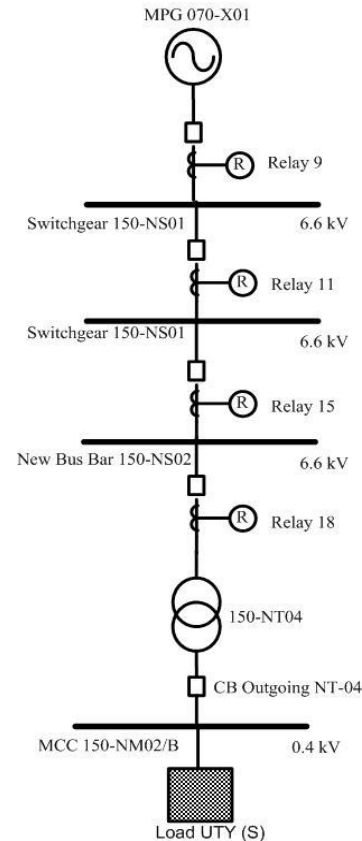 MPG 070-X01
R Relay 9
Switchgear 150-NS01 6.6 kV
R Relay 11
Switchgear 150-NS01 6.6 kV
R Relay 15
New Bus Bar 150-NS02 6.6 kV
R Relay 18
150-NT04
CB Outgoing NT-04
MCC 150-NM02/B 0.4 kV
Load UTY (S)